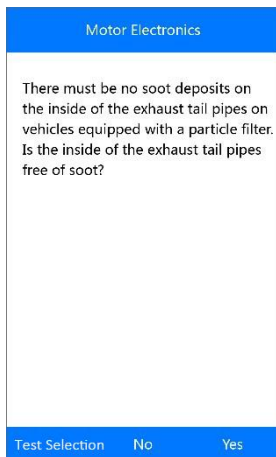 Motor Electronics
There must be no soot deposits on
the inside of the exhaust tail pipes on
vehicles equipped with a particle filter.
Is the inside of the exhaust tail pipes
free of soot?
Test Selection No Yes